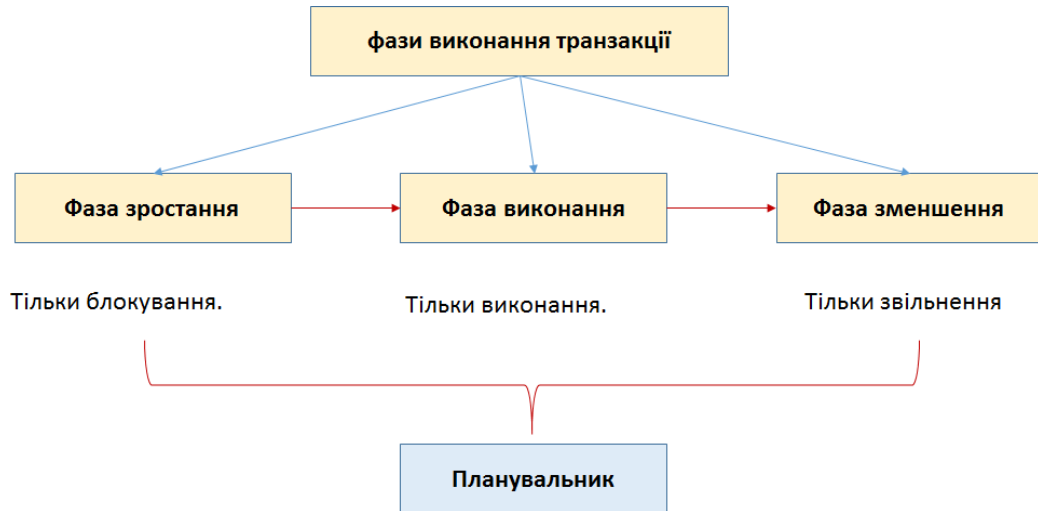 фази виконання транзакції
Фаза зростання
Фаза виконання
Фаза зменшення
Тільки блокування.
Тільки виконання.
Тільки звільнення
Планувальник